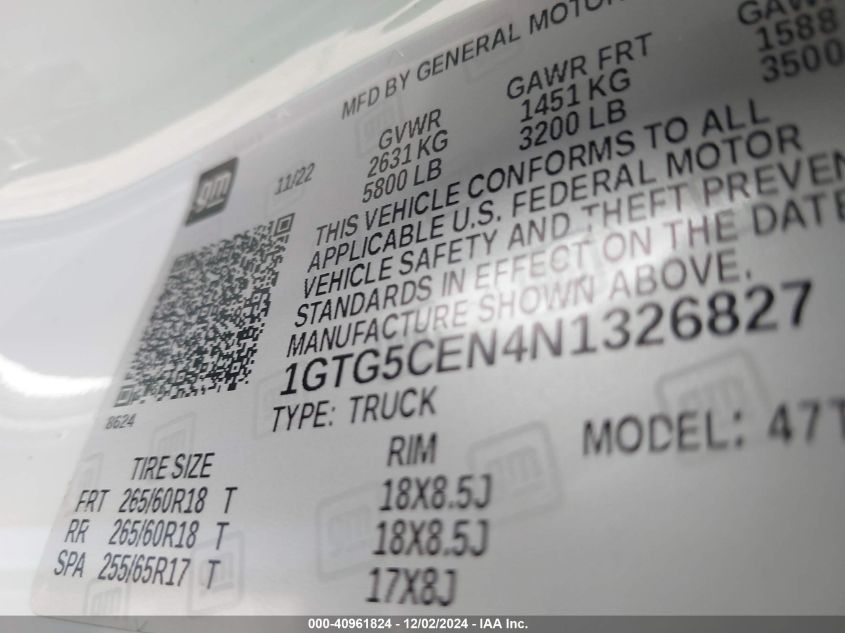 MFD BY GENERAL MOTOR
GVWR
2631 KG
5800 LB
GAWR FRT
1451 KG
3200 LB
1588
3500
gm
11/22
THIS VEHICLE CONFORMS TO ALL
APPLICABLE U.S. FEDERAL MOTOR
VEHICLE SAFETY AND THEFT PREVEN
STANDARDS IN EFFECT ON THE DATE
MANUFACTURE SHOWN ABOVE.
1GTG5CEN4N1326827
8624
TYPE: TRUCK
MODEL: 47T
TIRE SIZE RIM
FRT 265/60R18 T 18X8.5J
RR 265/60R18 T 18X8.5J
SPA 255/65R17 T 17X8J
000-40961824 - 12/02/2024 - IAA Inc.